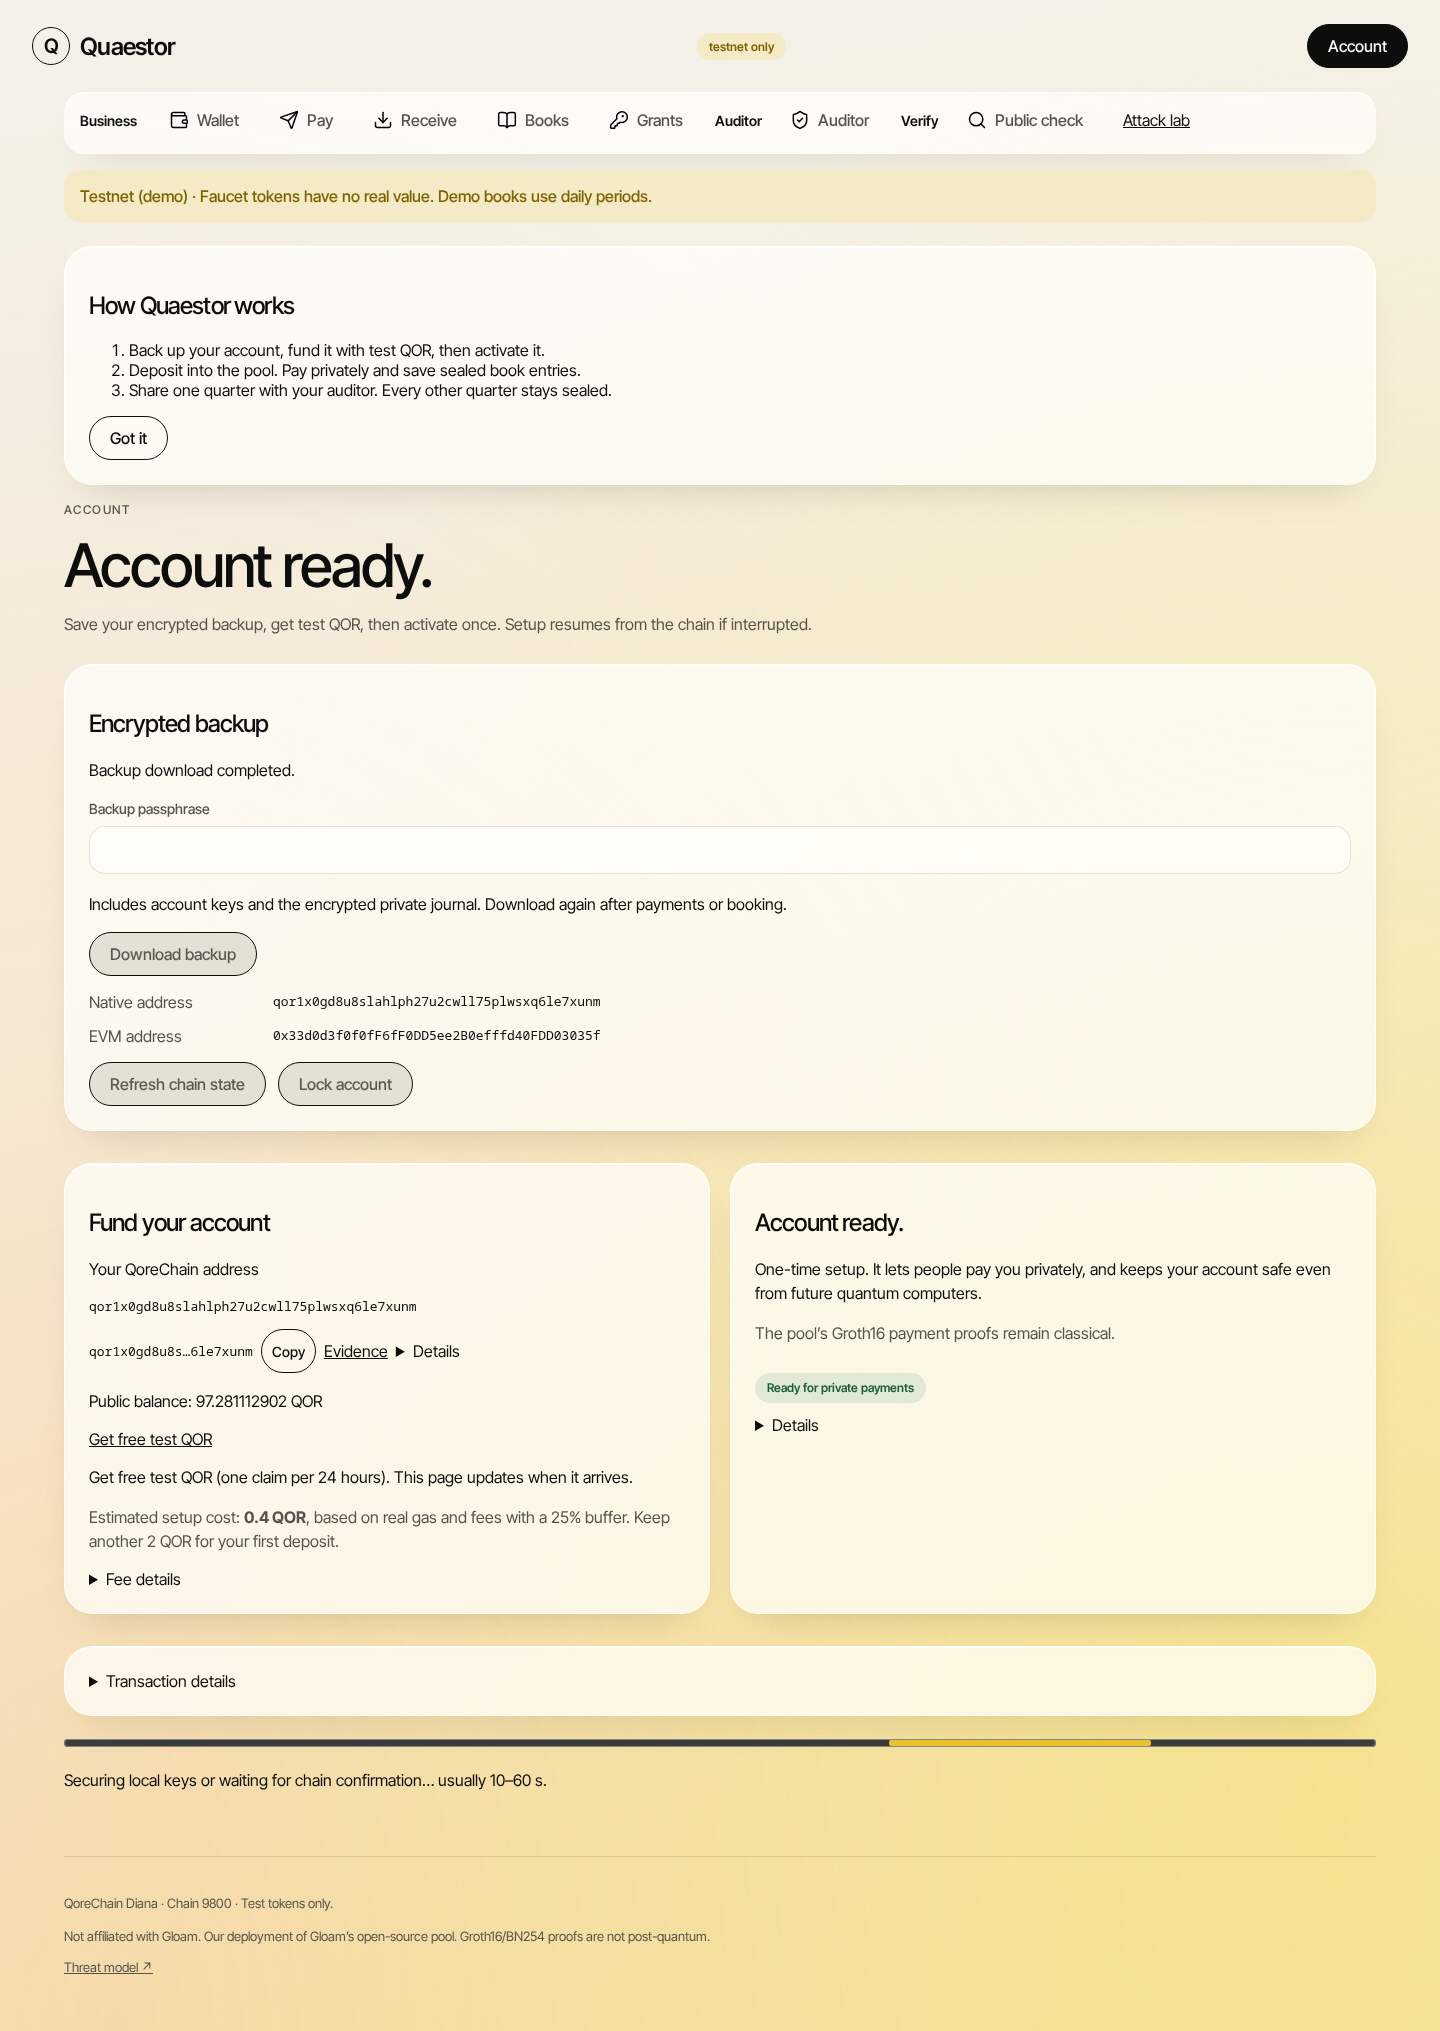 Q Quaestor
testnet only
Account
Business Wallet Pay Receive Books Grants Auditor Auditor Verify Public check Attack lab
Testnet (demo) · Faucet tokens have no real value. Demo books use daily periods.
How Quaestor works
1. Back up your account, fund it with test QOR, then activate it.
2. Deposit into the pool. Pay privately and save sealed book entries.
3. Share one quarter with your auditor. Every other quarter stays sealed.
Got it
ACCOUNT
Account ready.
Save your encrypted backup, get test QOR, then activate once. Setup resumes from the chain if interrupted.
Encrypted backup
Backup download completed.
Backup passphrase
Includes account keys and the encrypted private journal. Download again after payments or booking.
Download backup
Native address qor1x0gd8u8slahlph27u2cwll75plwsxq6le7xunm
EVM address 0x33d0d3f0f0fF6fF0DD5ee2B0efffd40FDD03035f
Refresh chain state Lock account
Fund your account
Your QoreChain address
qor1x0gd8u8slahlph27u2cwll75plwsxq6le7xunm
qor1x0gd8u8s…6le7xunm Copy Evidence Details
Public balance: 97.281112902 QOR
Get free test QOR
Get free test QOR (one claim per 24 hours). This page updates when it arrives.
Estimated setup cost: 0.4 QOR, based on real gas and fees with a 25% buffer. Keep
another 2 QOR for your first deposit.
Fee details
Account ready.
One-time setup. It lets people pay you privately, and keeps your account safe even
from future quantum computers.
The pool’s Groth16 payment proofs remain classical.
Ready for private payments
Details
Transaction details
Securing local keys or waiting for chain confirmation… usually 10–60 s.
QoreChain Diana · Chain 9800 · Test tokens only.
Not affiliated with Gloam. Our deployment of Gloam’s open-source pool. Groth16/BN254 proofs are not post-quantum.
Threat model ↗